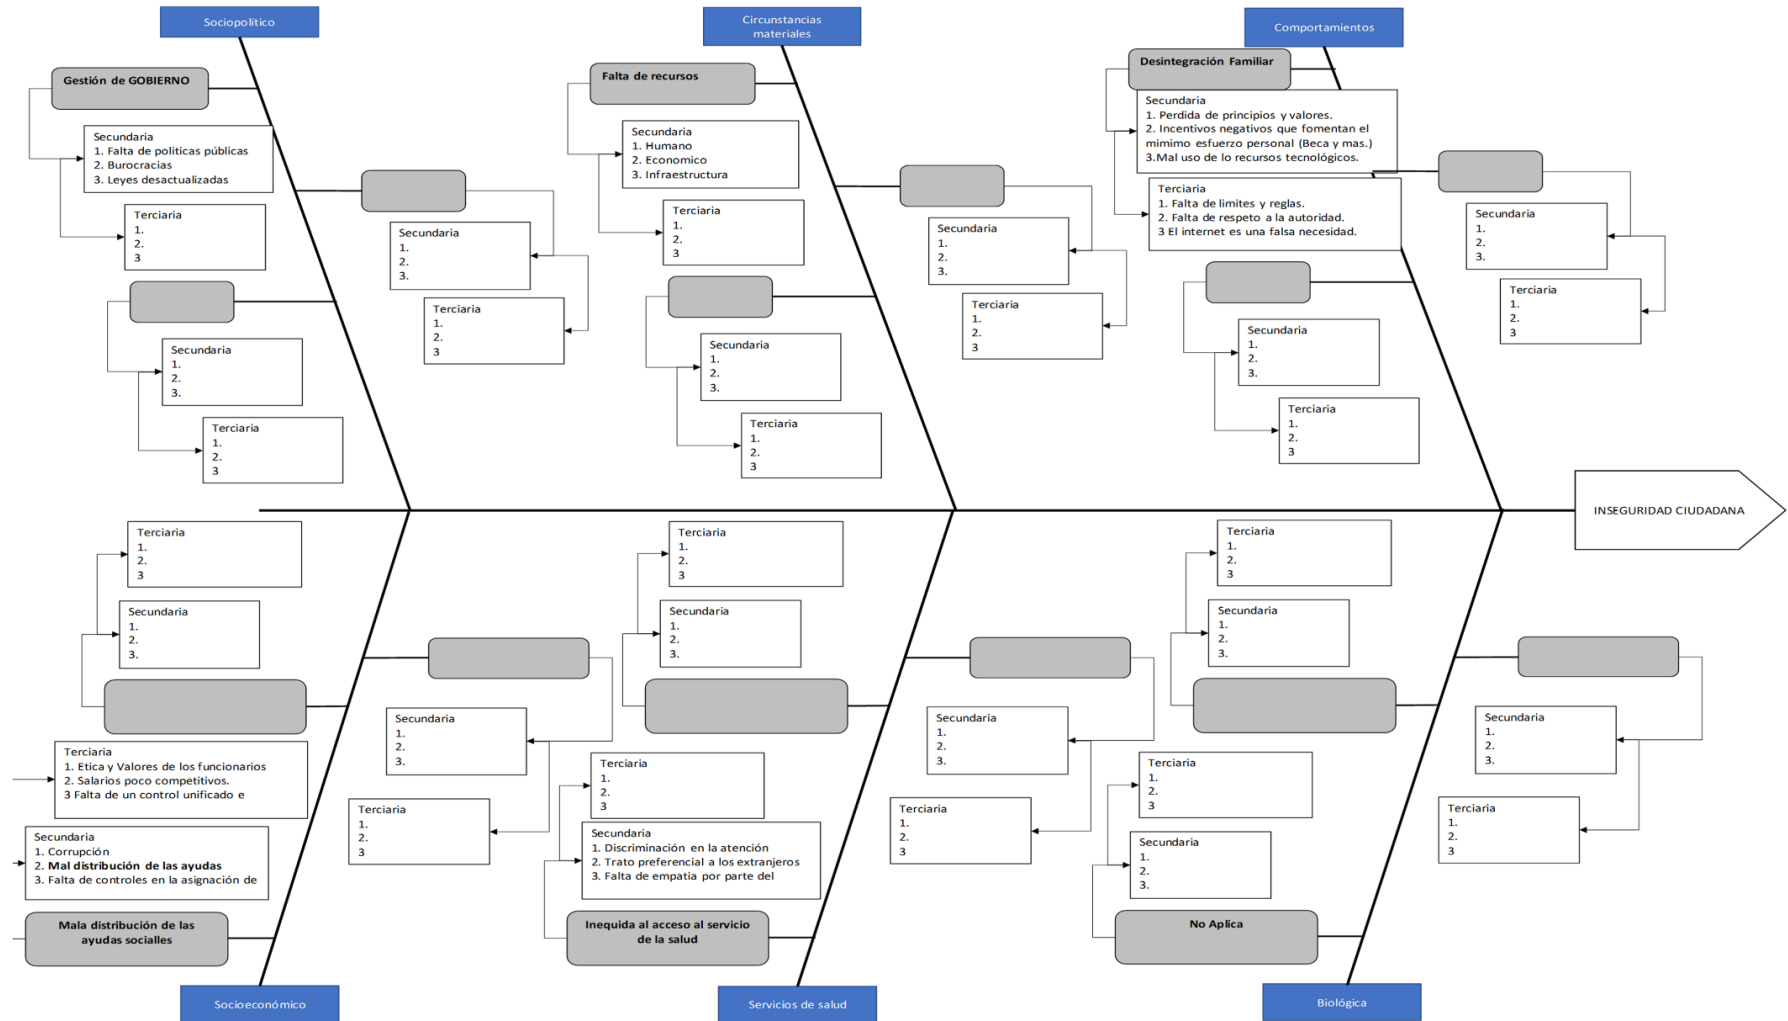 Sociopolítico
Circunstancias
materiales
Comportamientos
Gestión de GOBIERNO
Secundaria
1. Falta de politicas públicas
2. Burocracias
3. Leyes desactualizadas
Terciaria
1.
2.
3
Secundaria
1.
2.
3.
Terciaria
1.
2.
3
Secundaria
1.
2.
3.
Terciaria
1.
2.
3
Falta de recursos
Secundaria
1. Humano
2. Economico
3. Infraestructura
Terciaria
1.
2.
3
Secundaria
1.
2.
3.
Terciaria
1.
2.
3
Secundaria
1.
2.
3.
Terciaria
1.
2.
3
Desintegración Familiar
Secundaria
1. Perdida de principios y valores.
2. Incentivos negativos que fomentan el
mimimo esfuerzo personal (Beca y mas.)
3.Mal uso de lo recursos tecnológicos.
Terciaria
1. Falta de limites y reglas.
2. Falta de respeto a la autoridad.
3 El internet es una falsa necesidad.
Secundaria
1.
2.
3.
Terciaria
1.
2.
3
Secundaria
1.
2.
3.
Terciaria
1.
2.
3
INSEGURIDAD CIUDADANA
Terciaria
1.
2.
3
Secundaria
1.
2.
3.
Terciaria
1. Etica y Valores de los funcionarios
2. Salarios poco competitivos.
3 Falta de un control unificado e
Secundaria
1. Corrupción
2. Mal distribución de las ayudas
3. Falta de controles en la asignación de
Mala distribución de las
ayudas socialles
Secundaria
1.
2.
3.
Terciaria
1.
2.
3
Terciaria
1.
2.
3
Secundaria
1.
2.
3.
Terciaria
1.
2.
3
Secundaria
1. Discriminación en la atención
2. Trato preferencial a los extranjeros
3. Falta de empatia por parte del
Inequida al acceso al servicio
de la salud
Secundaria
1.
2.
3.
Terciaria
1.
2.
3
Terciaria
1.
2.
3
Secundaria
1.
2.
3.
Terciaria
1.
2.
3
Secundaria
1.
2.
3.
No Aplica
Secundaria
1.
2.
3.
Terciaria
1.
2.
3
Socioeconómico
Servicios de salud
Biológica